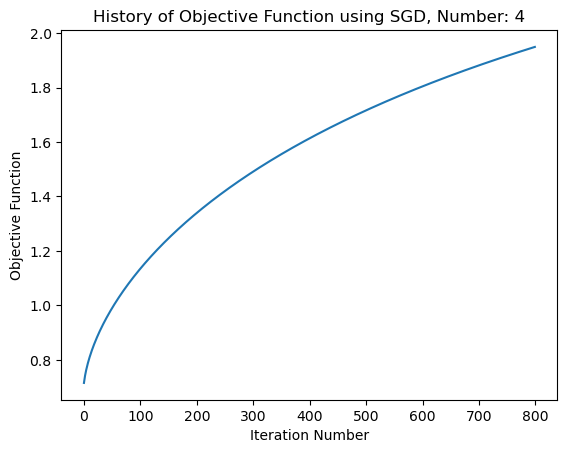 History of Objective Function using SGD, Number: 4
2.0
1.8
1.6
1.4
1.2
1.0
0.8
Objective Function
0 100 200 300 400 500 600 700 800
Iteration Number